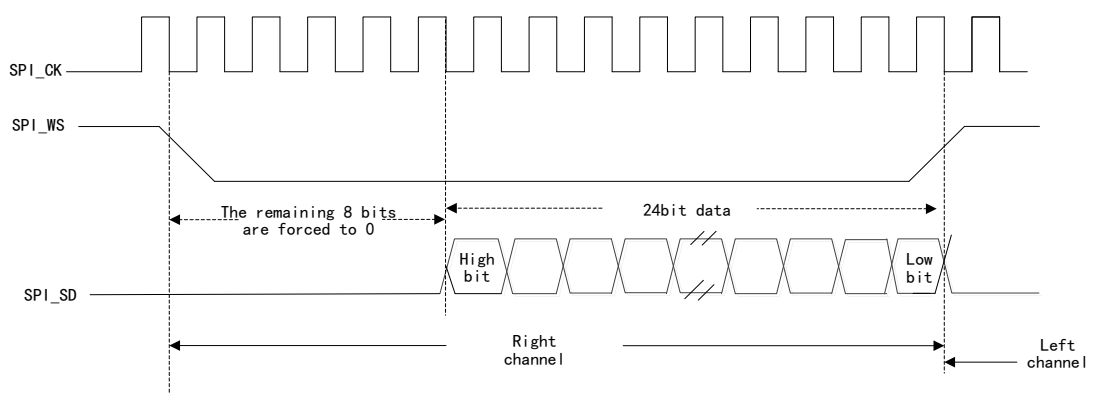 SPI_CK
SPI_WS
The remaining 8 bits
are forced to 0
24bit data
High
bit
Low
bit
SPI_SD
Right
channel
Left
channel